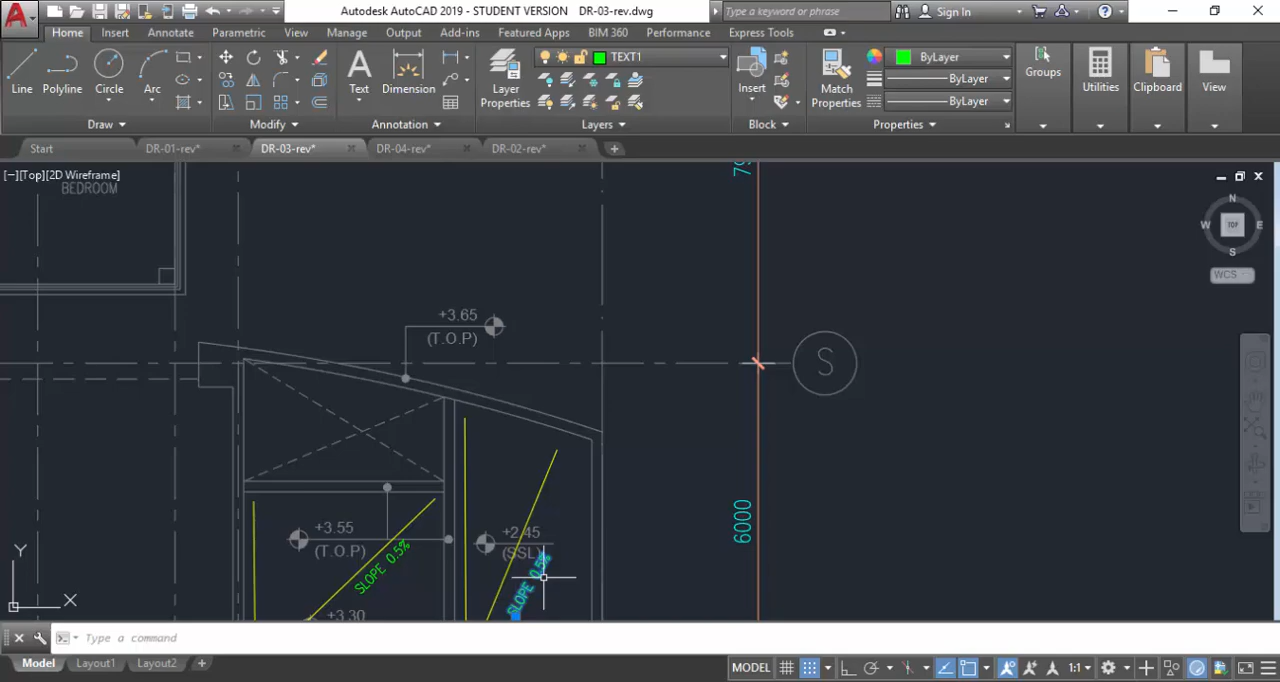 Autodesk AutoCAD 2019 - STUDENT VERSION DR-03-rev.dwg
Type a keyword or phrase
Sign In
Home Insert Annotate Parametric View Manage Output Add-ins Featured Apps BIM 360 Performance Express Tools
TEXT1
ByLayer
ByLayer
ByLayer
Line Polyline Circle Arc
Text Dimension
Layer Properties
Insert
Match Properties
Groups Utilities Clipboard View
Draw Modify Annotation Layers Block Properties
Start DR-01-rev* DR-03-rev* DR-04-rev* DR-02-rev*
[−][Top][2D Wireframe]
BEDROOM
N
W TOP E
S
WCS
+3.65
(T.O.P)
S
6000
+3.55
(T.O.P)
SLOPE 0.5%
+2.45
(SSL)
SLOPE 0.5%
+3.30
Y
X
Type a command
Model Layout1 Layout2
MODEL
1:1